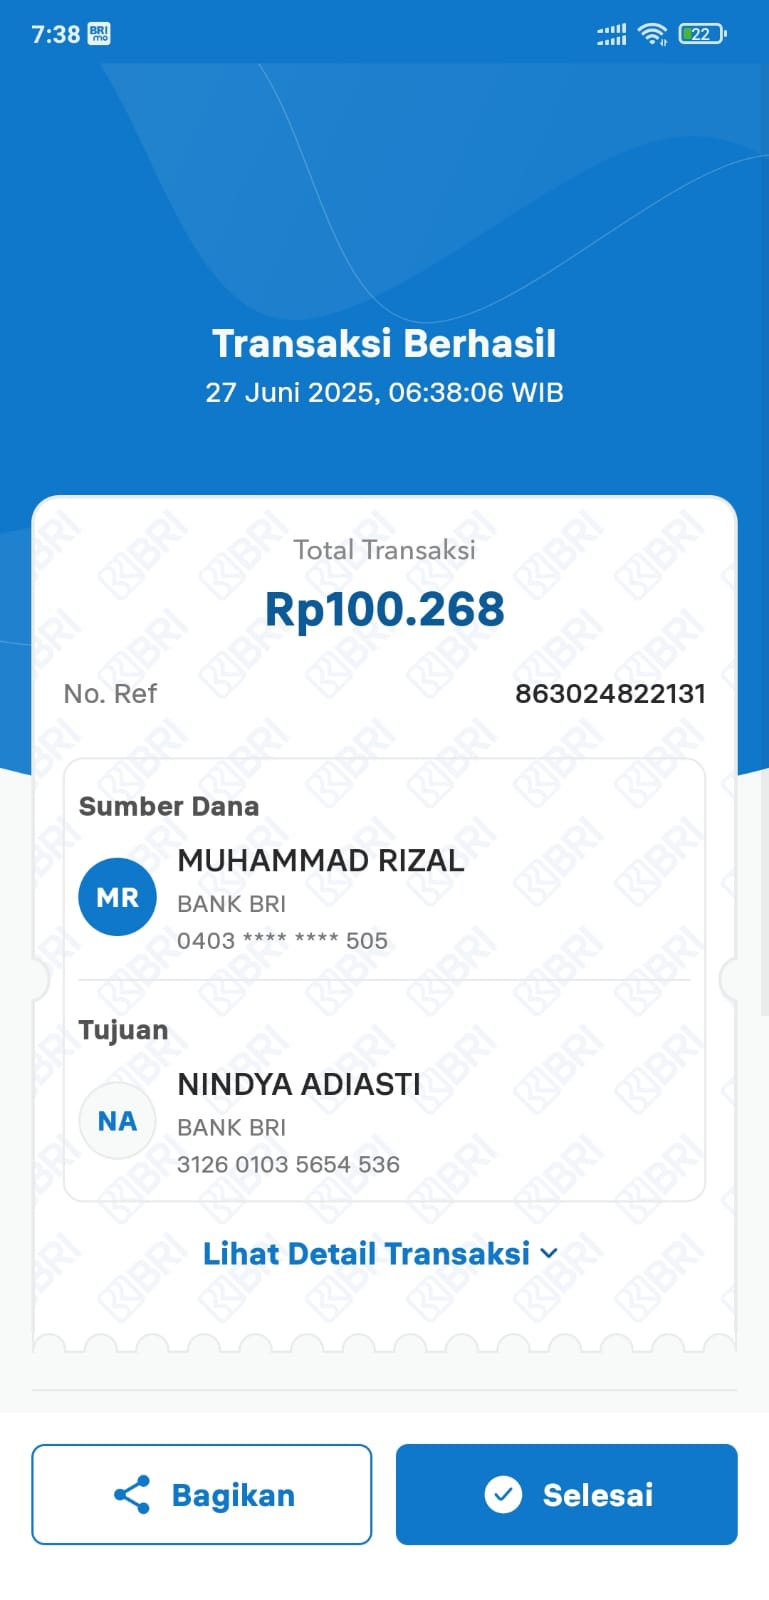 7:38 BRI mo 22
Transaksi Berhasil
27 Juni 2025, 06:38:06 WIB
Total Transaksi
Rp100.268
No. Ref 863024822131
Sumber Dana
MR
MUHAMMAD RIZAL
BANK BRI
0403 **** **** 505
Tujuan
NA
NINDYA ADIASTI
BANK BRI
3126 0103 5654 536
Lihat Detail Transaksi
Bagikan Selesai